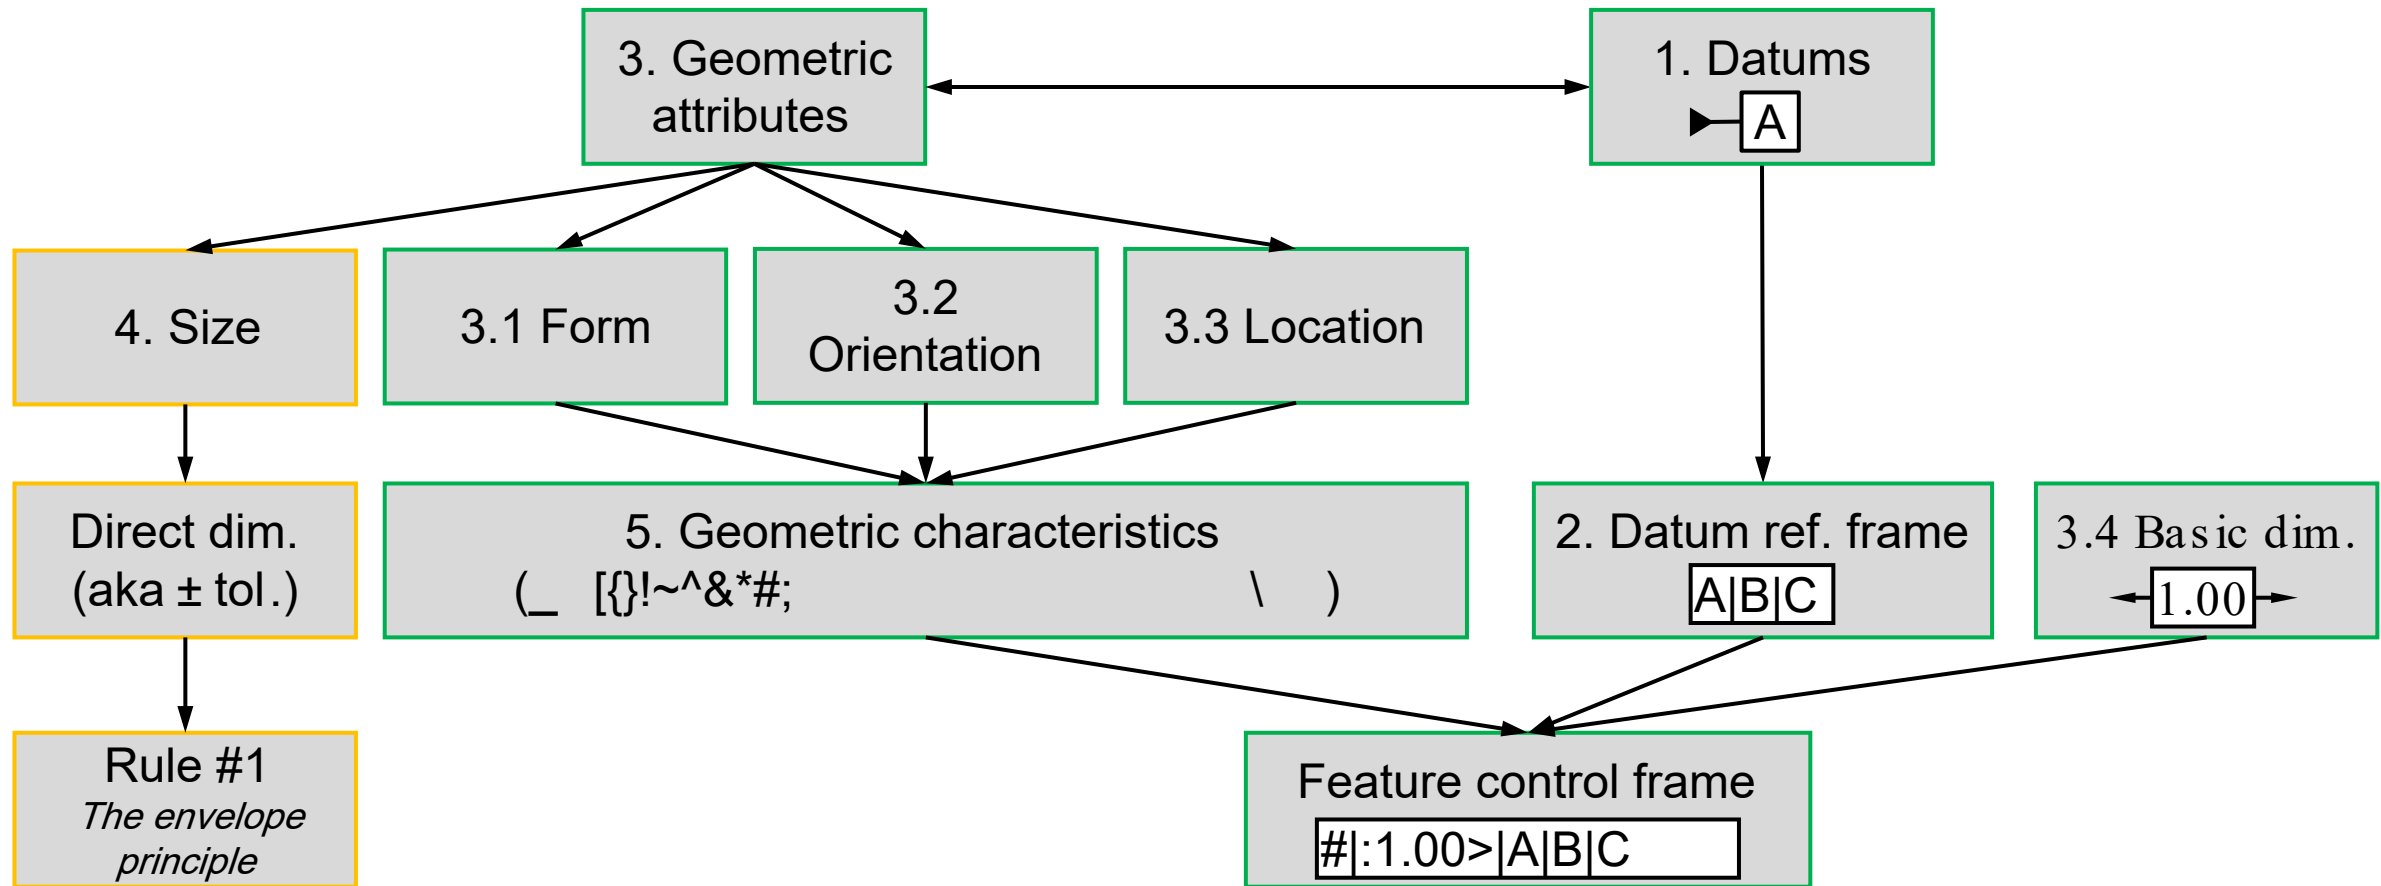 3. Geometric
attributes
1. Datums
A
4. Size
3.1 Form
3.2
Orientation
3.3 Location
Direct dim.
(aka ± tol.)
5. Geometric characteristics
(_ [{}!~^&*#; \ )
2. Datum ref. frame
A|B|C
3.4 Basic dim.
1.00
Rule #1
The envelope
principle
Feature control frame
#|:1.00>|A|B|C